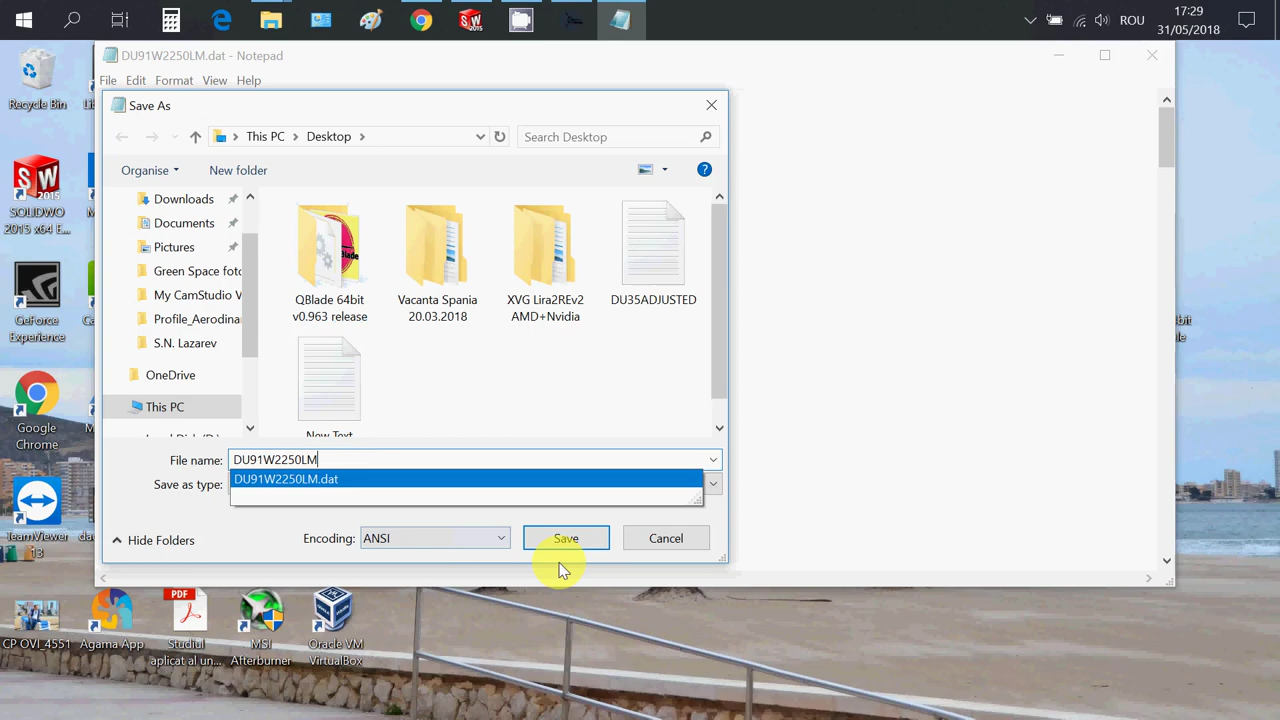 ROU
17:29
31/05/2018
DU91W2250LM.dat - Notepad
File Edit Format View Help
Recycle Bin
SOLIDWO
2015 x64 E...
GeForce
Experience
Google
Chrome
TeamViewer
13
Save As
This PC
Desktop
Search Desktop
Organise
New folder
Downloads
Documents
Pictures
Green Space foto
My CamStudio V
Profile_Aerodina
S.N. Lazarev
OneDrive
This PC
QBlade 64bit
v0.963 release
Vacanta Spania
20.03.2018
XVG Lira2REv2
AMD+Nvidia
DU35ADJUSTED
New Text
File name:
DU91W2250LM
DU91W2250LM.dat
Save as type:
Hide Folders
Encoding:
ANSI
Save
Cancel
CP OVI_4551
Agama App
PDF
Studiul
aplicat al un...
MSI
Afterburner
Oracle VM
VirtualBox